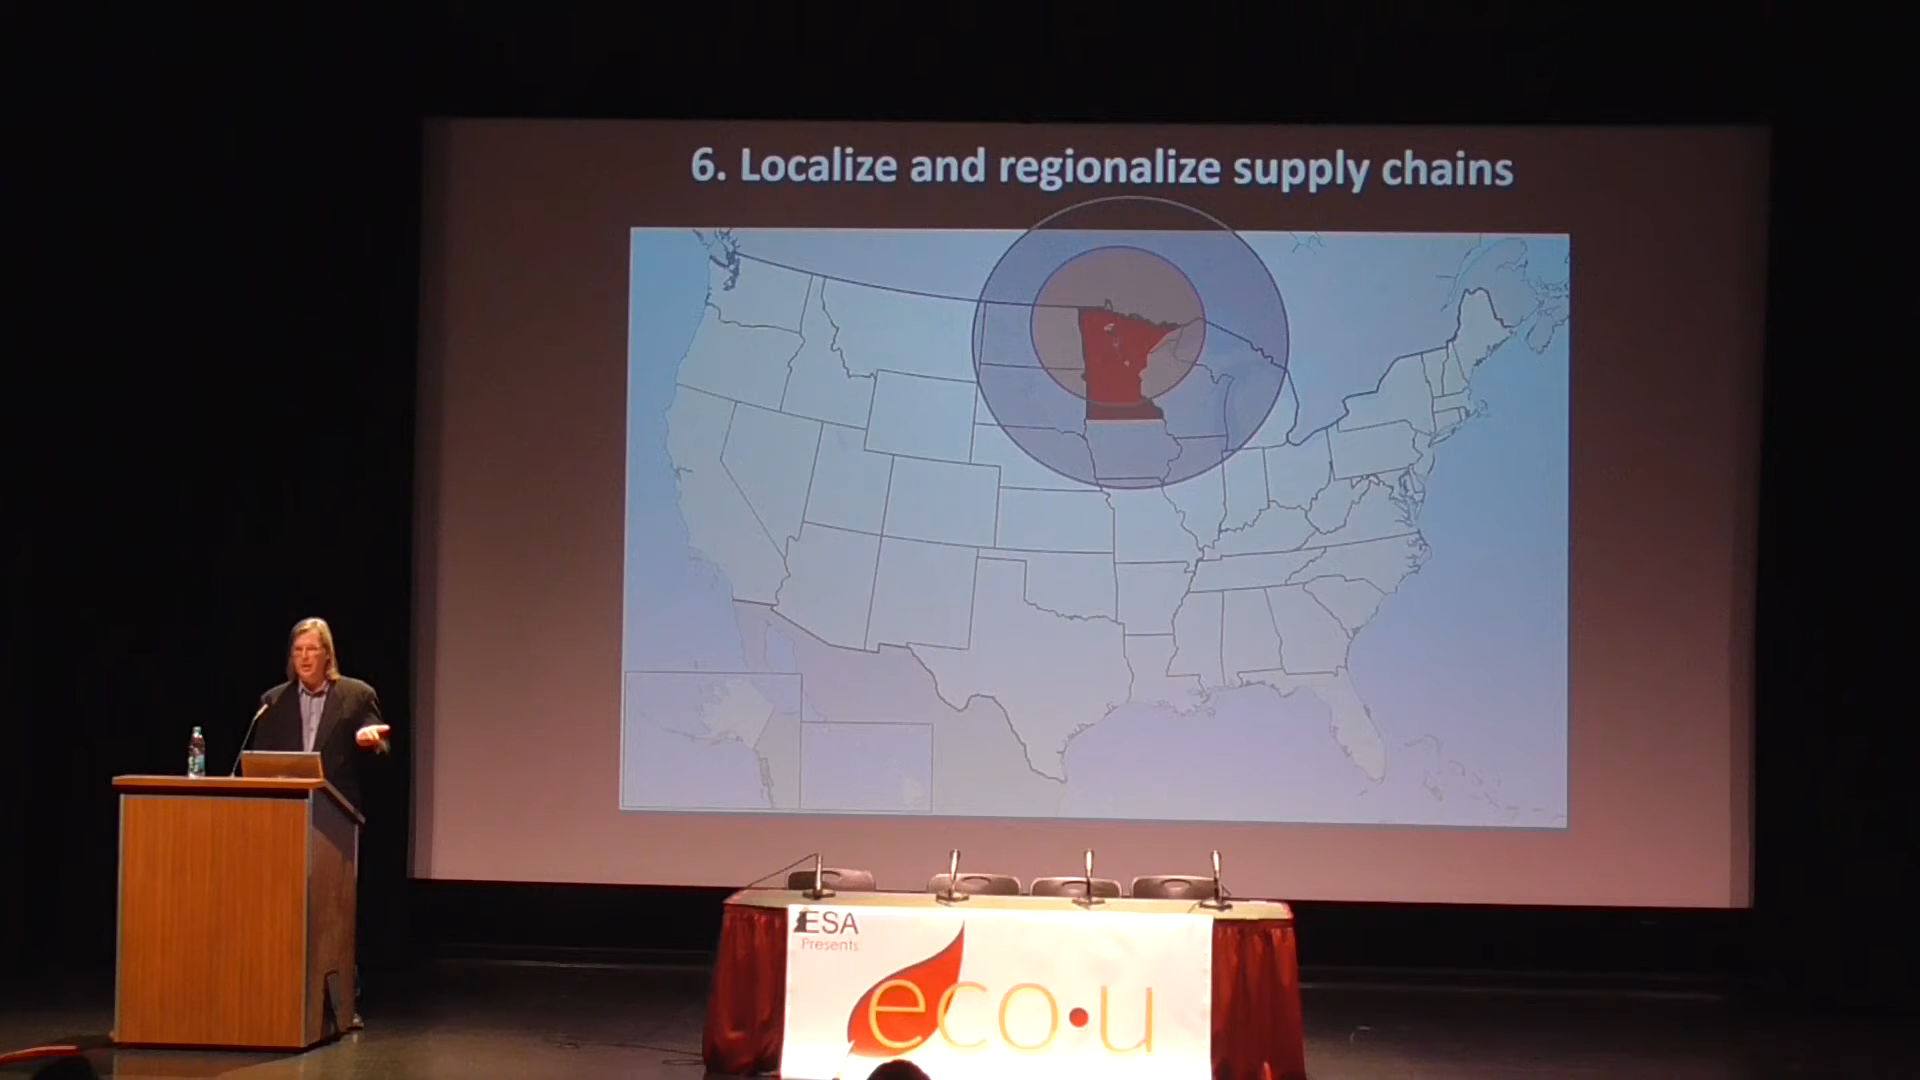 6. Localize and regionalize supply chains
ESA
Presents
eco•u